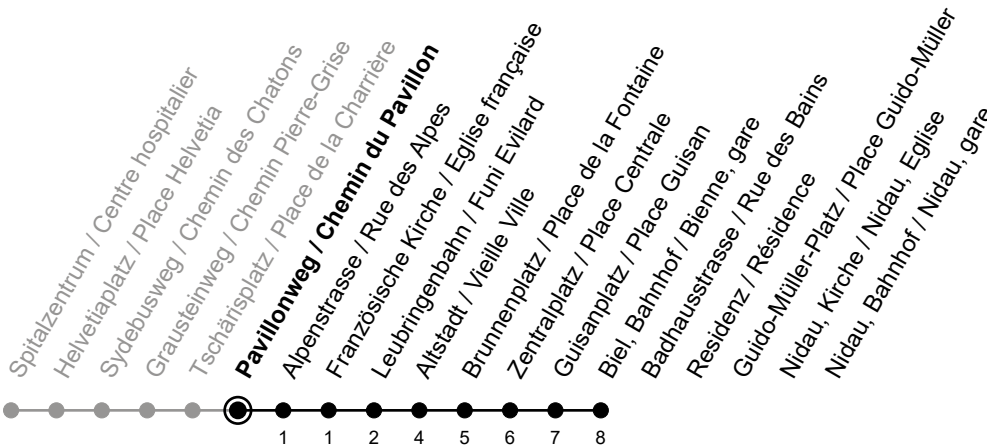 Spitalzentrum / Centre hospitalier
Helvetiaplatz / Place Helvetia
Sydebusweg / Chemin des Chatons
Grausteinweg / Chemin Pierre-Grise
Tschärisplatz / Place de la Charrière
Pavillonweg / Chemin du Pavillon
Alpenstrasse / Rue des Alpes
Französische Kirche / Eglise française
Leubringenbahn / Funi Evilard
Altstadt / Vieille Ville
Brunnenplatz / Place de la Fontaine
Zentralplatz / Place Centrale
Guisanplatz / Place Guisan
Biel, Bahnhof / Bienne, gare
Badhausstrasse / Rue des Bains
Residenz / Résidence
Guido-Müller-Platz / Place Guido-Müller
Nidau, Kirche / Nidau, Eglise
Nidau, Bahnhof / Nidau, gare
1 1 2 4 5 6 7 8